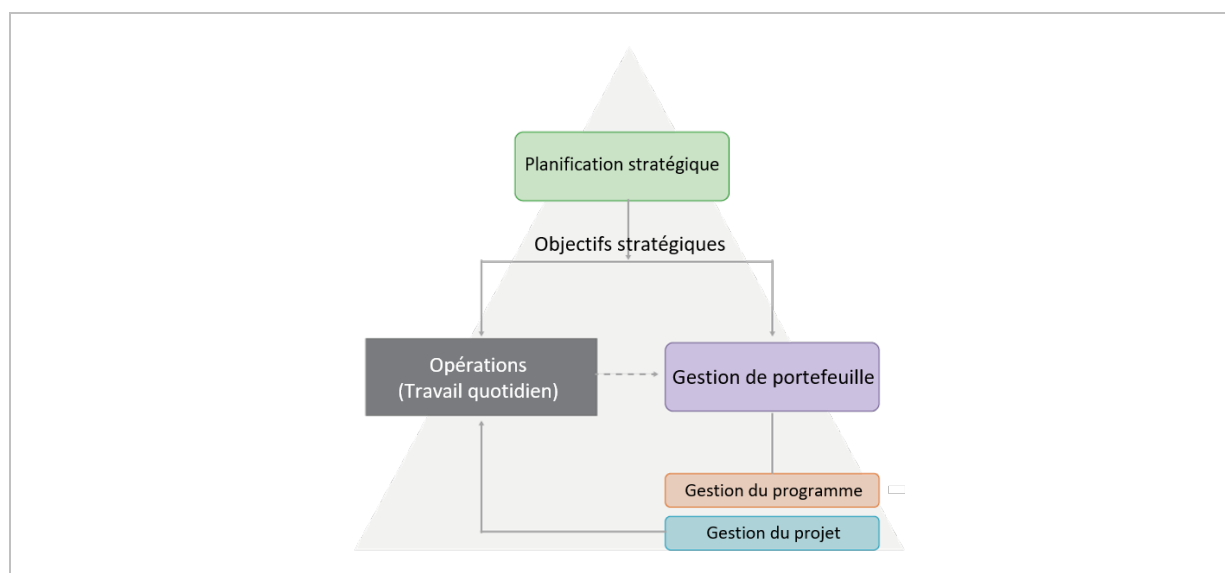 Planification stratégique
Objectifs stratégiques
Opérations
(Travail quotidien)
Gestion de portefeuille
Gestion du programme
Gestion du projet